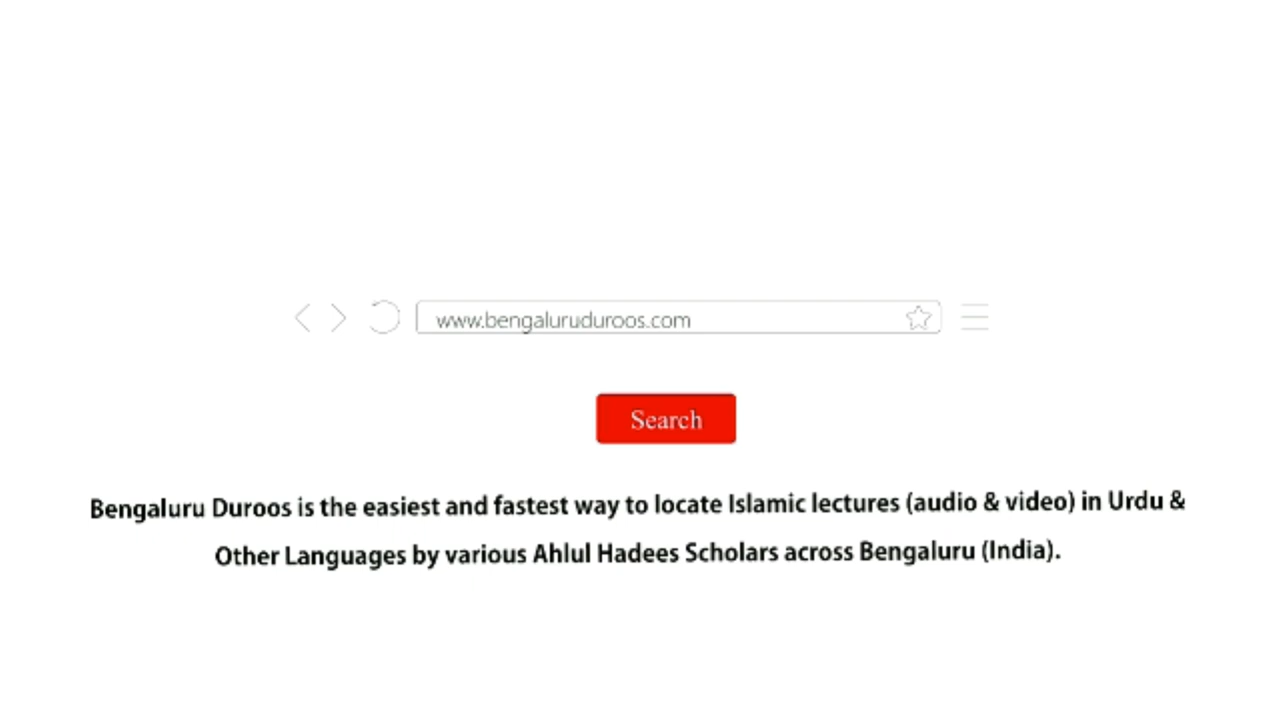 www.bengaluruduroos.com
Search
Bengaluru Duroos is the easiest and fastest way to locate Islamic lectures (audio & video) in Urdu &
Other Languages by various Ahlul Hadees Scholars across Bengaluru (India).